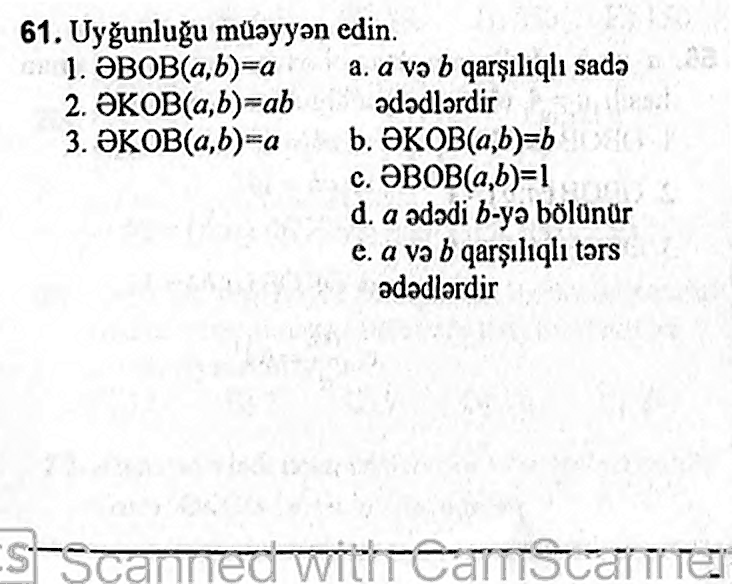 61. Uyğunluğu müəyyən edin.
1. ƏBOB(a,b)=a
2. ƏKOB(a,b)=ab
3. ƏKOB(a,b)=a
a. a və b qarşılıqlı sadə
ədədlərdir
b. ƏKOB(a,b)=b
c. ƏBOB(a,b)=1
d. a ədədi b-yə bölünür
e. a və b qarşılıqlı tərs
ədədlərdir
CS Scanned with CamScanner